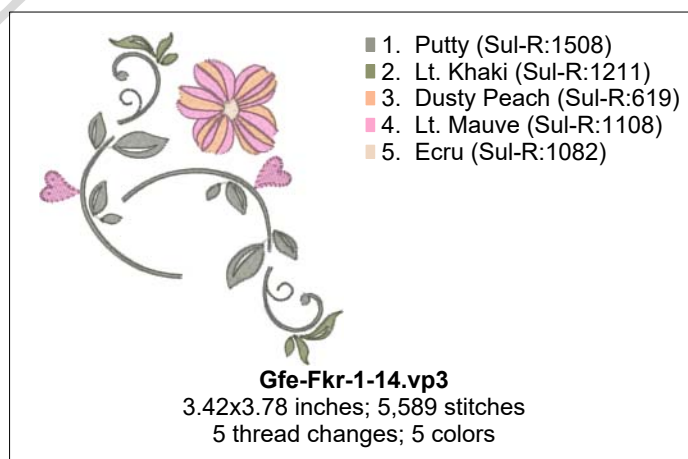 1. Putty (Sul-R:1508)
2. Lt. Khaki (Sul-R:1211)
3. Dusty Peach (Sul-R:619)
4. Lt. Mauve (Sul-R:1108)
5. Ecru (Sul-R:1082)
Gfe-Fkr-1-14.vp3
3.42x3.78 inches; 5,589 stitches
5 thread changes; 5 colors